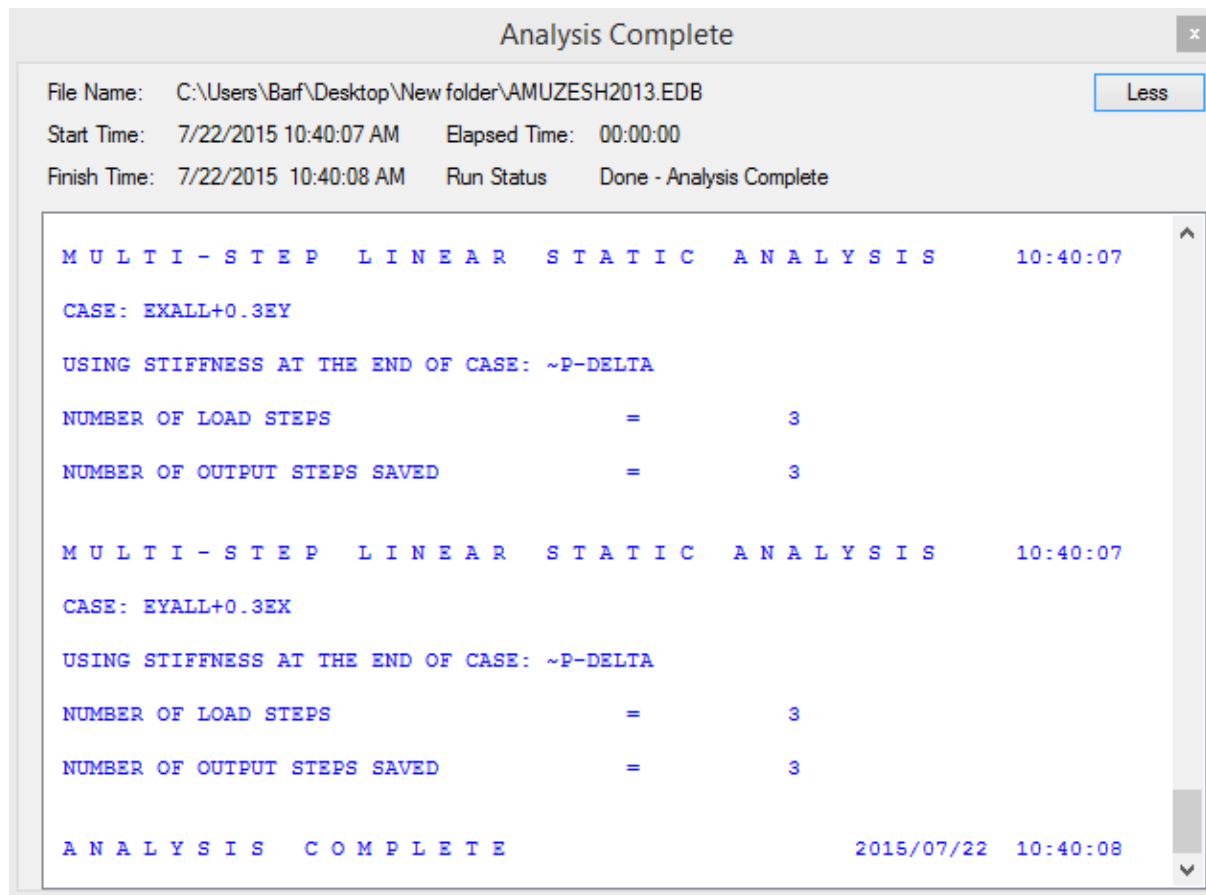 Analysis Complete
x
File Name: C:\Users\Barf\Desktop\New folder\AMUZESH2013.EDB Less
Start Time: 7/22/2015 10:40:07 AM Elapsed Time: 00:00:00
Finish Time: 7/22/2015 10:40:08 AM Run Status Done - Analysis Complete
M U L T I - S T E P   L I N E A R   S T A T I C   A N A L Y S I S 10:40:07
CASE: EXALL+0.3EY
USING STIFFNESS AT THE END OF CASE: ~P-DELTA
NUMBER OF LOAD STEPS = 3
NUMBER OF OUTPUT STEPS SAVED = 3
M U L T I - S T E P   L I N E A R   S T A T I C   A N A L Y S I S 10:40:07
CASE: EYALL+0.3EX
USING STIFFNESS AT THE END OF CASE: ~P-DELTA
NUMBER OF LOAD STEPS = 3
NUMBER OF OUTPUT STEPS SAVED = 3
A N A L Y S I S   C O M P L E T E 2015/07/22 10:40:08